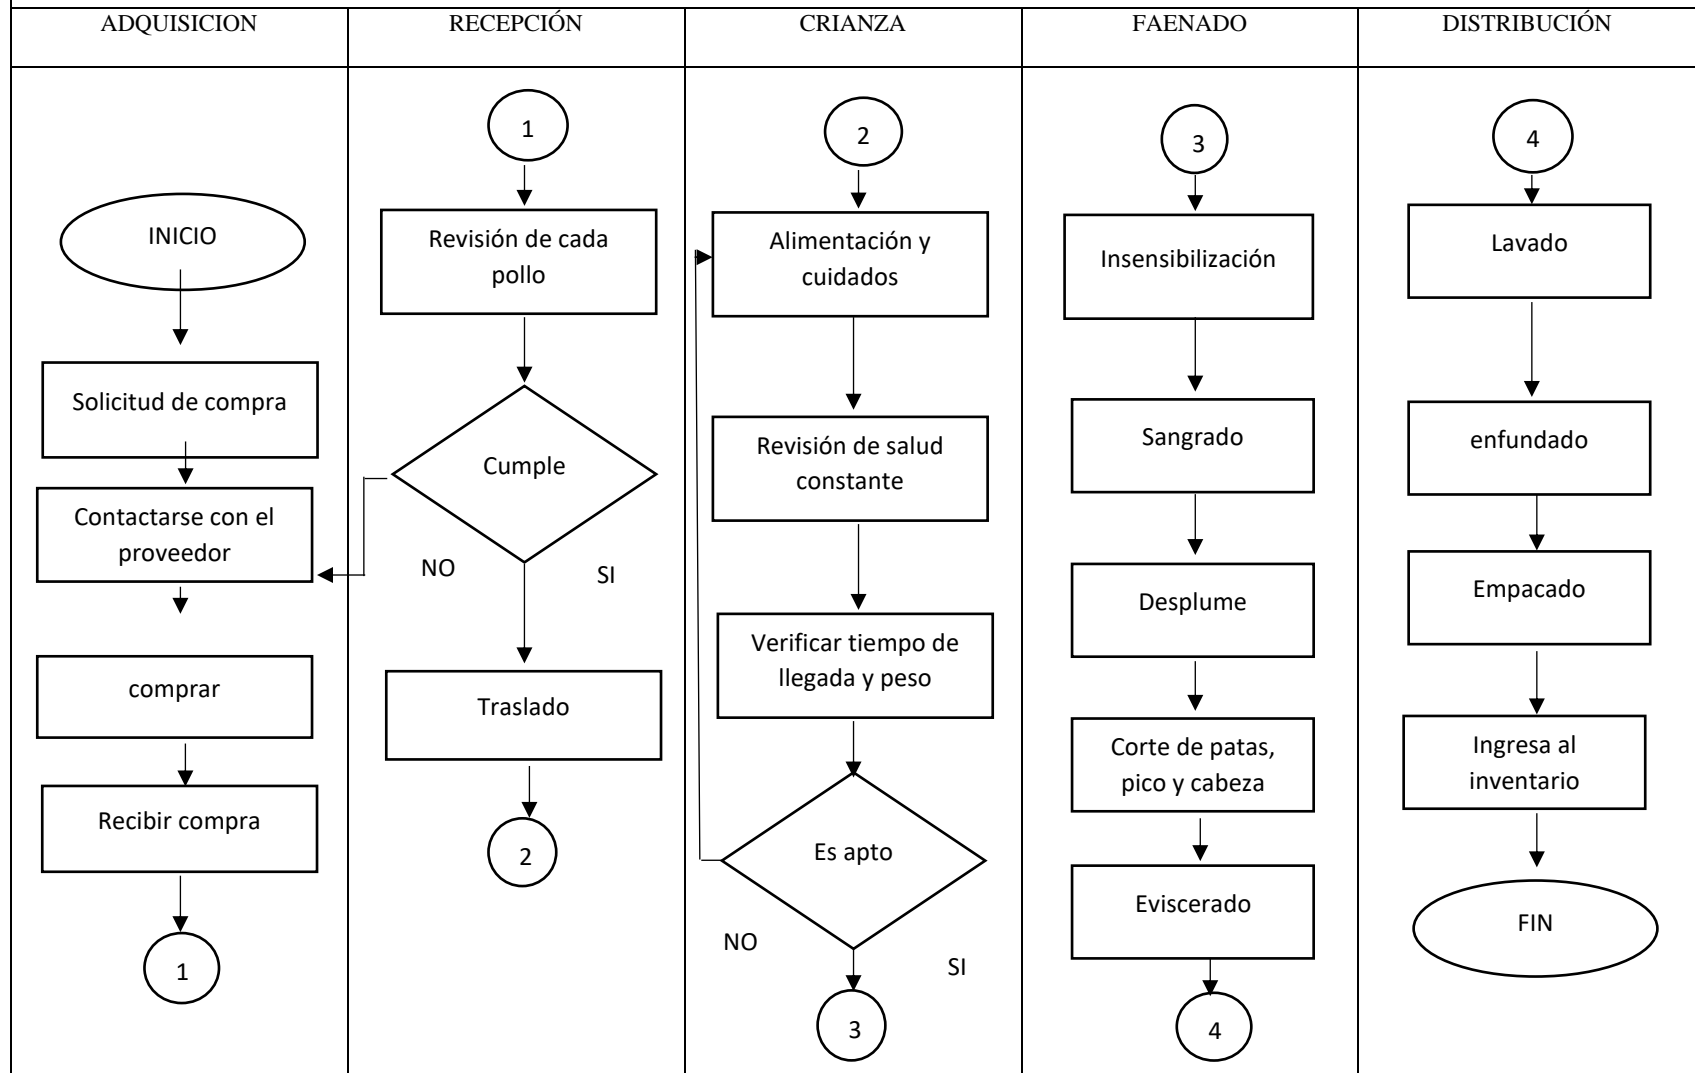 ADQUISICION
RECEPCIÓN
CRIANZA
FAENADO
DISTRIBUCIÓN
INICIO
Solicitud de compra
Contactarse con el
proveedor
comprar
Recibir compra
1
1
Revisión de cada
pollo
Cumple
NO
SI
Traslado
2
2
Alimentación y
cuidados
Revisión de salud
constante
Verificar tiempo de
llegada y peso
Es apto
NO
SI
3
3
Insensibilización
Sangrado
Desplume
Corte de patas,
pico y cabeza
Eviscerado
4
4
Lavado
enfundado
Empacado
Ingresa al
inventario
FIN